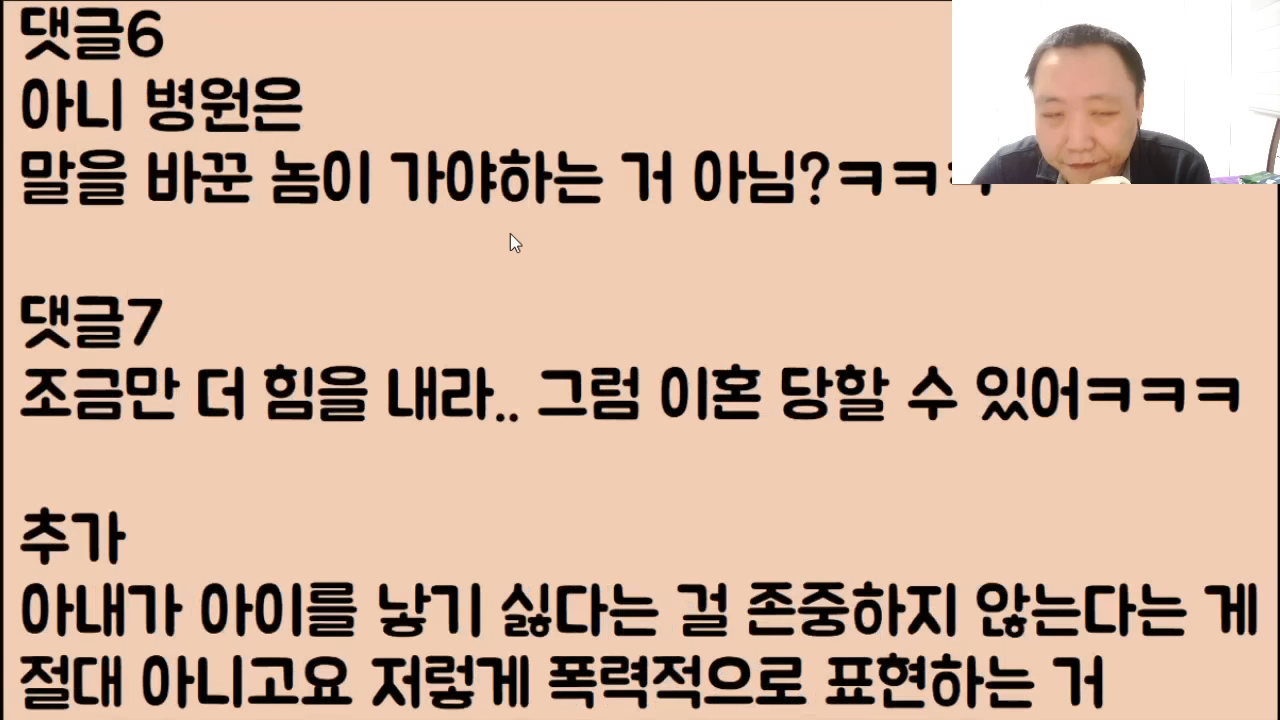 댓글6
아니 병원은
말을 바꾼 놈이 가야하는 거 아님?ㅋㅋㅋ
댓글7
조금만 더 힘을 내라.. 그럼 이혼 당할 수 있어ㅋㅋㅋ
추가
아내가 아이를 낳기 싫다는 걸 존중하지 않는다는 게
절대 아니고요 저렇게 폭력적으로 표현하는 거